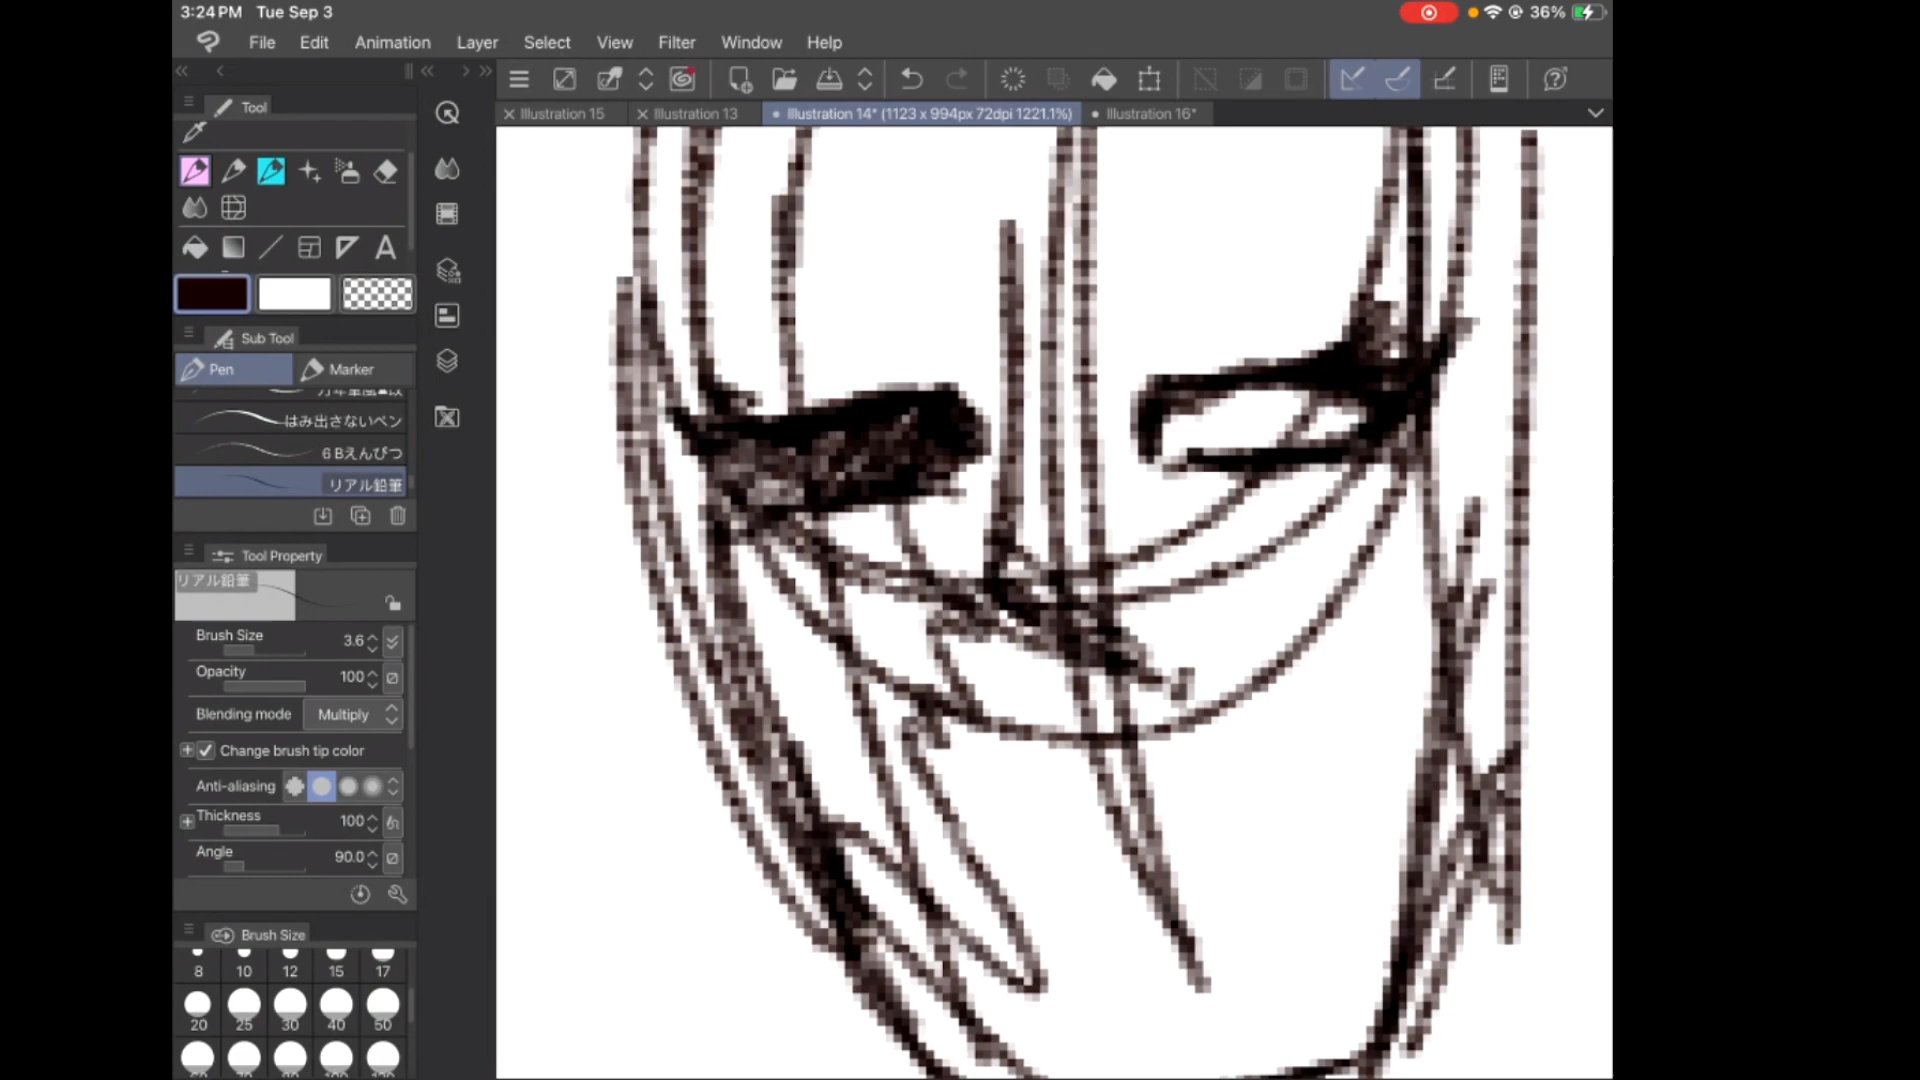 3:24 PM Tue Sep 3 36%
File Edit Animation Layer Select View Filter Window Help
Tool
Illustration 15 Illustration 13 Illustration 14* (1123 x 994px 72dpi 1221.1%) Illustration 16*
A
Sub Tool
Pen Marker
はみ出さないペン
6Bえんぴつ
リアル鉛筆
Tool Property
リアル鉛筆
Brush Size 3.6
Opacity 100
Blending mode Multiply
Change brush tip color
Anti-aliasing
Thickness 100
Angle 90.0
Brush Size
8 10 12 15 17
20 25 30 40 50